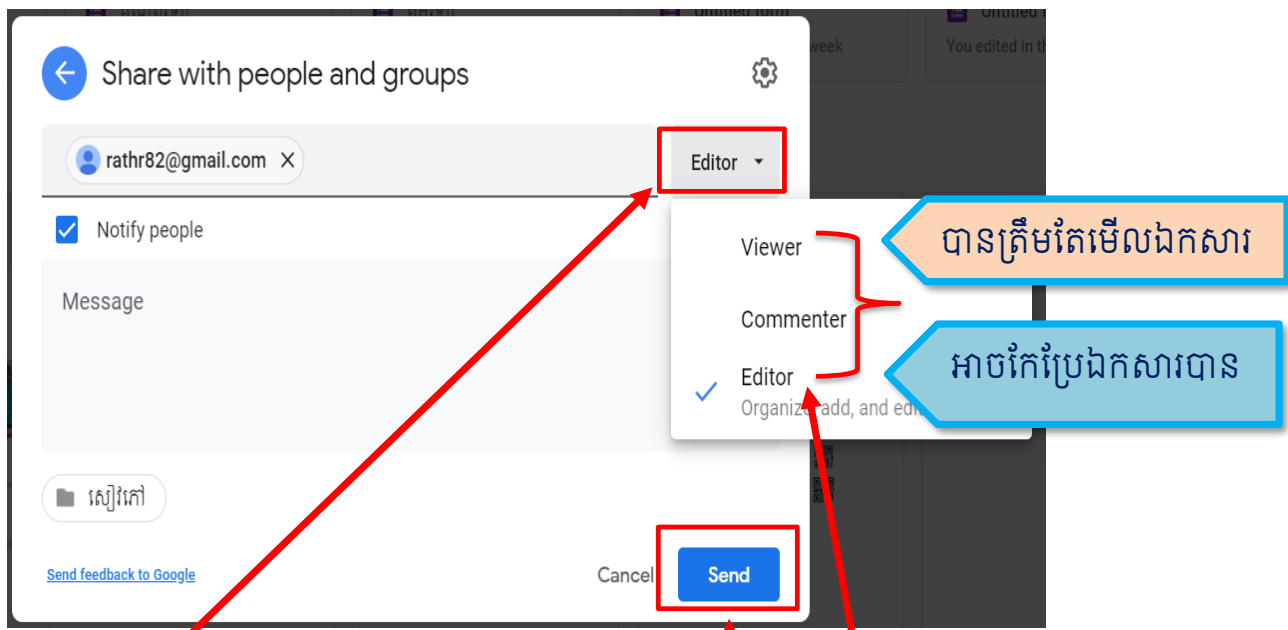 Untitled form
Untitled
week
You edited in th
Share with people and groups
rathr82@gmail.com
Editor
Notify people
Viewer
បានត្រឹមតែមើលឯកសារ
Message
Commenter
អាចកែប្រែឯកសារបាន
Editor
Organize, add, and edi
សៀវភៅ
Send feedback to Google
Cancel
Send